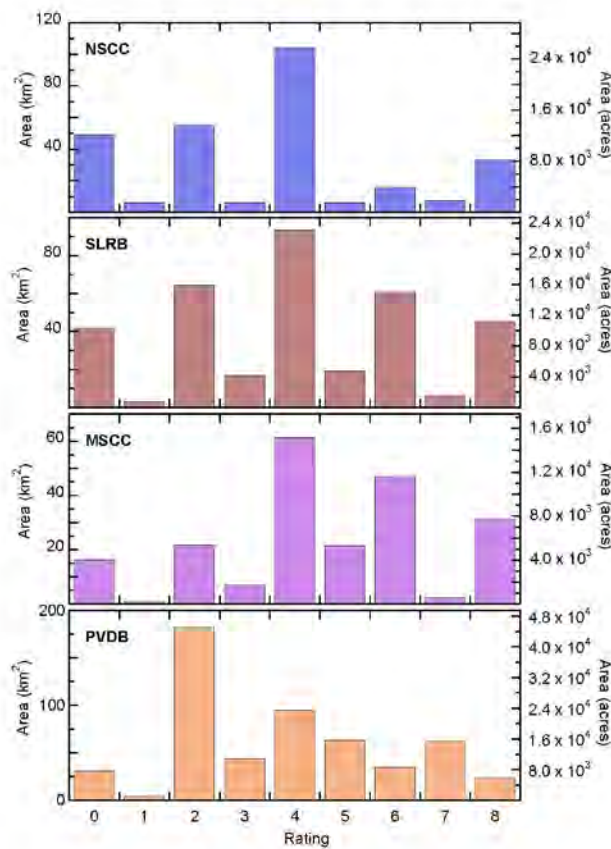 120
NSCC
80
40
Area (km²)
2.4 x 10⁴
1.6 x 10⁴
8.0 x 10³
Area (acres)
SLRB
80
40
Area (km²)
2.4 x 10⁴
2.0 x 10⁴
1.6 x 10⁴
1.2 x 10⁴
8.0 x 10³
4.0 x 10³
Area (acres)
MSCC
60
40
20
Area (km²)
1.6 x 10⁴
1.2 x 10⁴
8.0 x 10³
4.0 x 10³
Area (acres)
200
PVDB
100
0
Area (km²)
4.8 x 10⁴
4.0 x 10⁴
3.2 x 10⁴
2.4 x 10⁴
1.6 x 10⁴
8.0 x 10³
Area (acres)
0 1 2 3 4 5 6 7 8
Rating